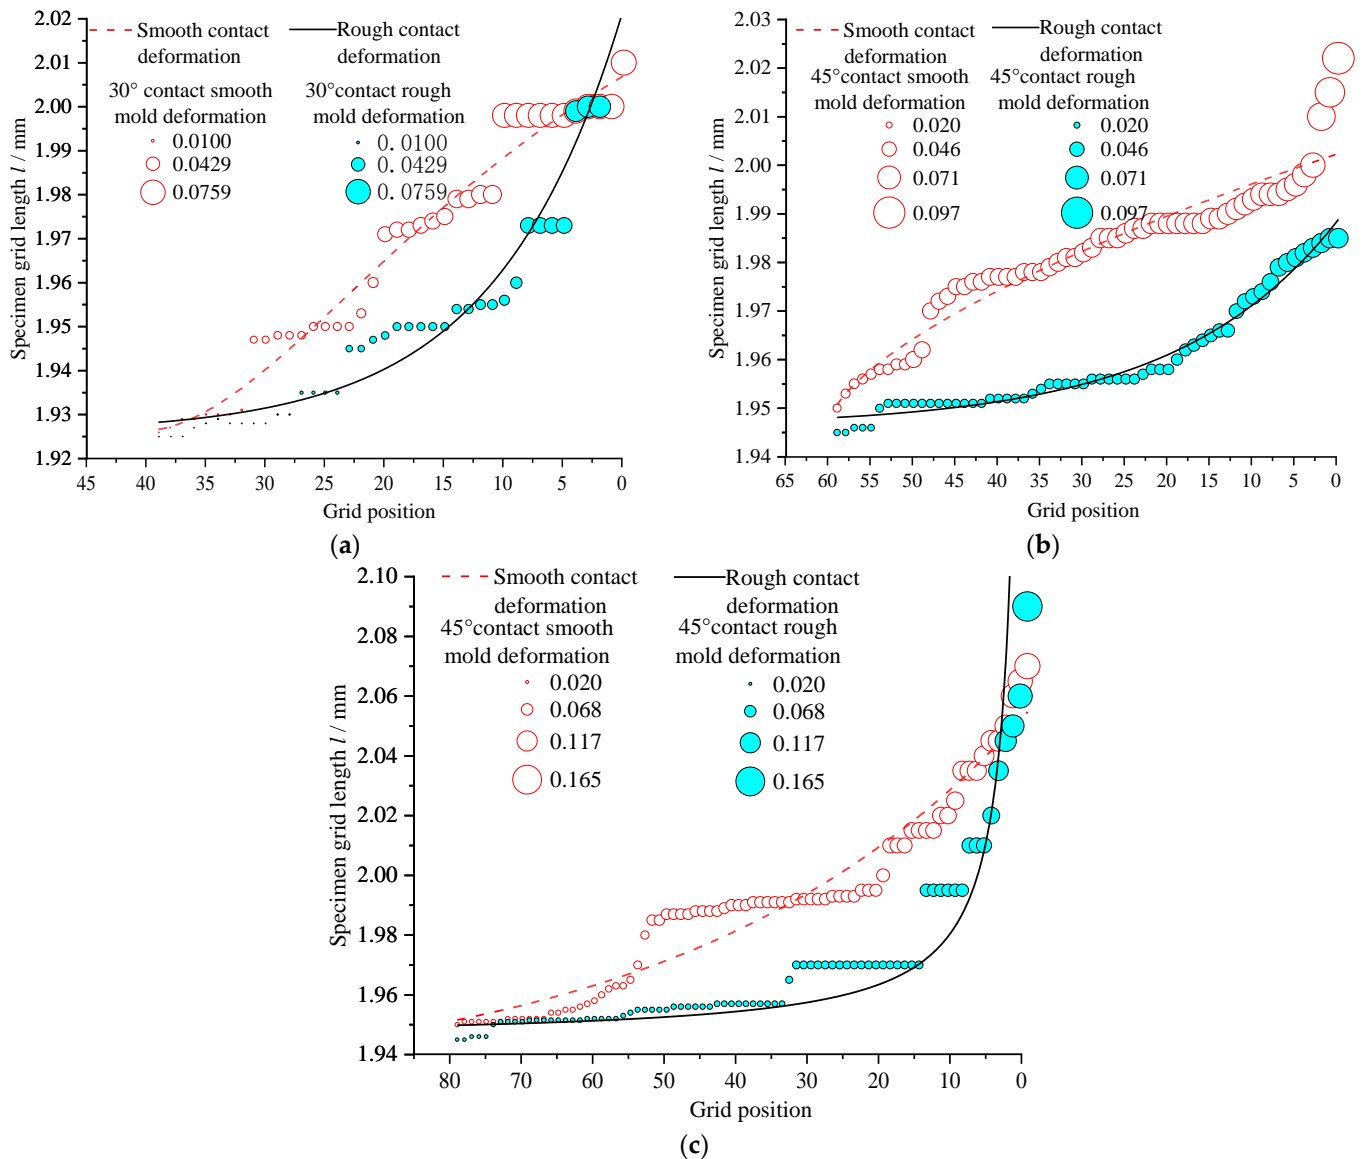 2.02
2.01
2.00
1.99
1.98
1.97
1.96
1.95
1.94
1.93
1.92
Specimen grid length l / mm
Smooth contact
deformation
Rough contact
deformation
30° contact smooth
mold deformation
30°contact rough
mold deformation
0.0100
0.0429
0.0759
0.0100
0.0429
0.0759
45 40 35 30 25 20 15 10 5 0
Grid position
(a)
2.03
2.02
2.01
2.00
1.99
1.98
1.97
1.96
1.95
1.94
Specimen grid length l / mm
Smooth contact
deformation
Rough contact
deformation
45°contact smooth
mold deformation
45°contact rough
mold deformation
0.020
0.046
0.071
0.097
0.020
0.046
0.071
0.097
65 60 55 50 45 40 35 30 25 20 15 10 5 0
Grid position
(b)
2.10
2.08
2.06
2.04
2.02
2.00
1.98
1.96
1.94
Specimen grid length l / mm
Smooth contact
deformation
Rough contact
deformation
45°contact smooth
mold deformation
45°contact rough
mold deformation
0.020
0.068
0.117
0.165
0.020
0.068
0.117
0.165
80 70 60 50 40 30 20 10 0
Grid position
(c)